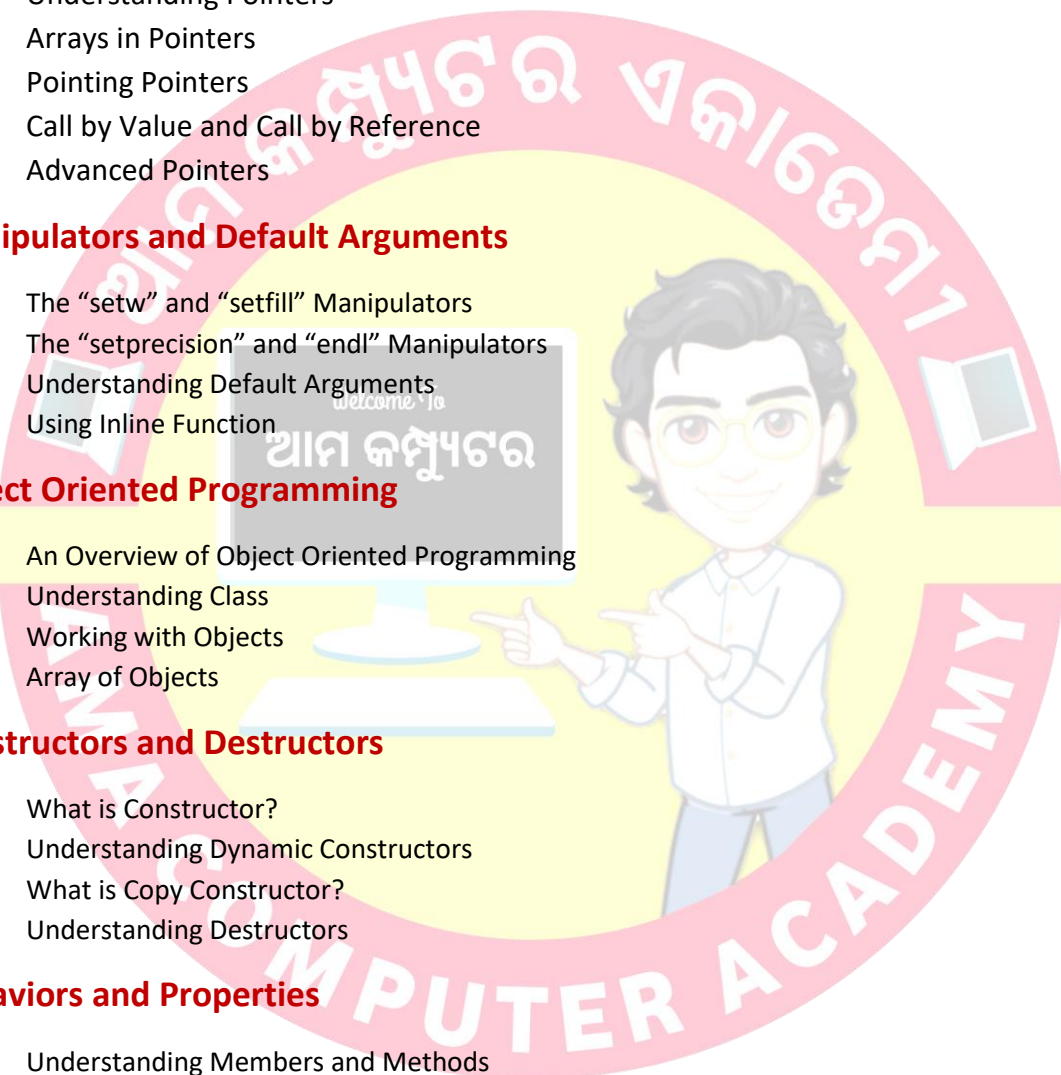 Understanding Pointers
Arrays in Pointers
Pointing Pointers
Call by Value and Call by Reference
Advanced Pointers
ipulators and Default Arguments
The “setw” and “setfill” Manipulators
The “setprecision” and “endl” Manipulators
Understanding Default Arguments
Using Inline Function
ect Oriented Programming
An Overview of Object Oriented Programming
Understanding Class
Working with Objects
Array of Objects
structors and Destructors
What is Constructor?
Understanding Dynamic Constructors
What is Copy Constructor?
Understanding Destructors
aviors and Properties
Understanding Members and Methods
ଆମ କମ୍ପ୍ୟୁଟର ଏକାଡେମୀ
Welcome To
ଆମ କମ୍ପ୍ୟୁଟର
AMA COMPUTER ACADEMY